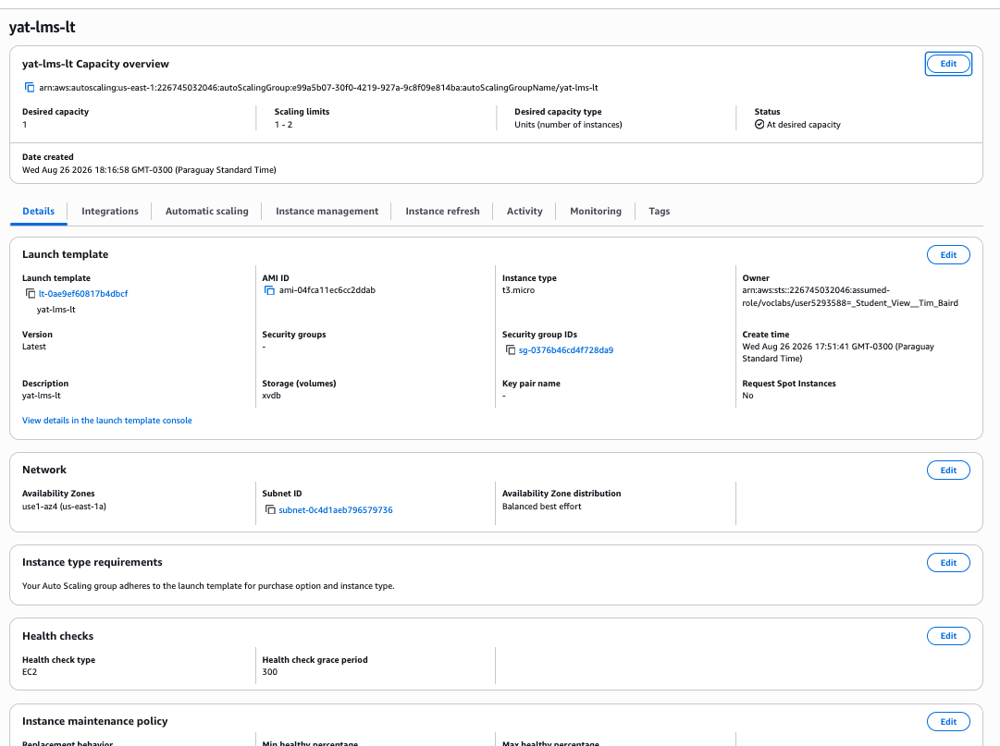 yat-lms-lt
yat-lms-lt Capacity overview
Edit
arn:aws:autoscaling:us-east-1:226745032046:autoScalingGroup:e99a5b07-30f0-4219-927a-9c8f09e814ba:autoScalingGroupName/yat-lms-lt
Desired capacity
1
Scaling limits
1 - 2
Desired capacity type
Units (number of instances)
Status
At desired capacity
Date created
Wed Aug 26 2026 18:16:58 GMT-0300 (Paraguay Standard Time)
Details
Integrations
Automatic scaling
Instance management
Instance refresh
Activity
Monitoring
Tags
Launch template
Edit
Launch template
lt-0ae9ef60817b4dbcf
yat-lms-lt
AMI ID
ami-04fca11ec6cc2ddab
Instance type
t3.micro
Owner
arn:aws:sts::226745032046:assumed-
role/voclabs/user5293588=_Student_View__Tim_Baird
Version
Latest
Security groups
-
Security group IDs
sg-0376b46cd4f728da9
Create time
Wed Aug 26 2026 17:51:41 GMT-0300 (Paraguay
Standard Time)
Description
yat-lms-lt
Storage (volumes)
xvdb
Key pair name
-
Request Spot Instances
No
View details in the launch template console
Network
Edit
Availability Zones
use1-az4 (us-east-1a)
Subnet ID
subnet-0c4d1aeb796579736
Availability Zone distribution
Balanced best effort
Instance type requirements
Edit
Your Auto Scaling group adheres to the launch template for purchase option and instance type.
Health checks
Edit
Health check type
EC2
Health check grace period
300
Instance maintenance policy
Edit
Replacement behavior
Min healthy percentage
Max healthy percentage